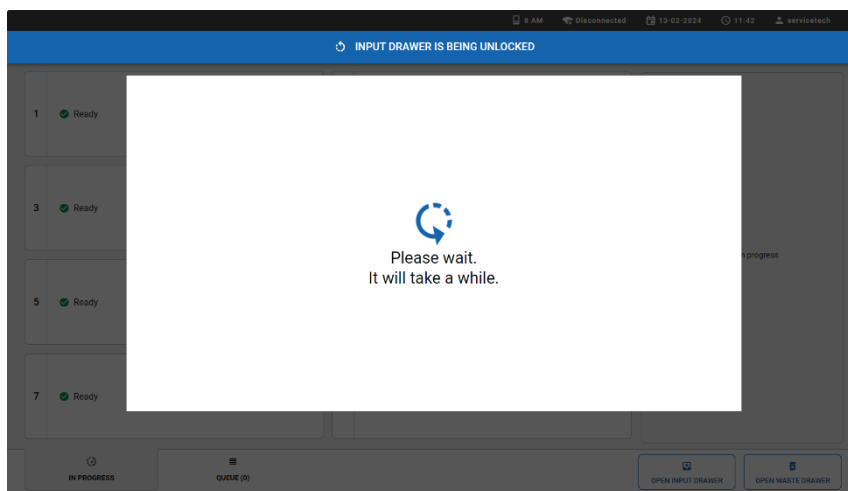 8 AM Disconnected 13-02-2024 11:42 servicetech
INPUT DRAWER IS BEING UNLOCKED
1 Ready
3 Ready
5 Ready
7 Ready
Please wait.
It will take a while.
progress
IN PROGRESS QUEUE (0) OPEN INPUT DRAWER OPEN WASTE DRAWER